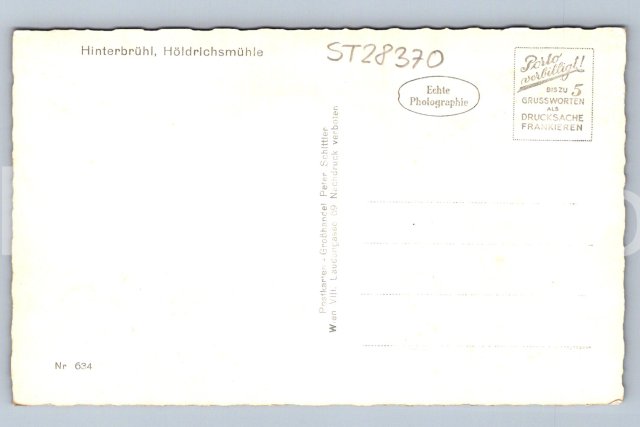 Hinterbrühl, Höldrichsmühle
ST28370
Echte
Photographie
Porto
verbilligt!
BIS ZU 5
GRUSSWORTEN
ALS
DRUCKSACHE
FRANKIEREN
Postkarten - Großhandel Peter Schittler
Wien VIII. Laudongasse 69 Nachdruck verboten
Nr 634